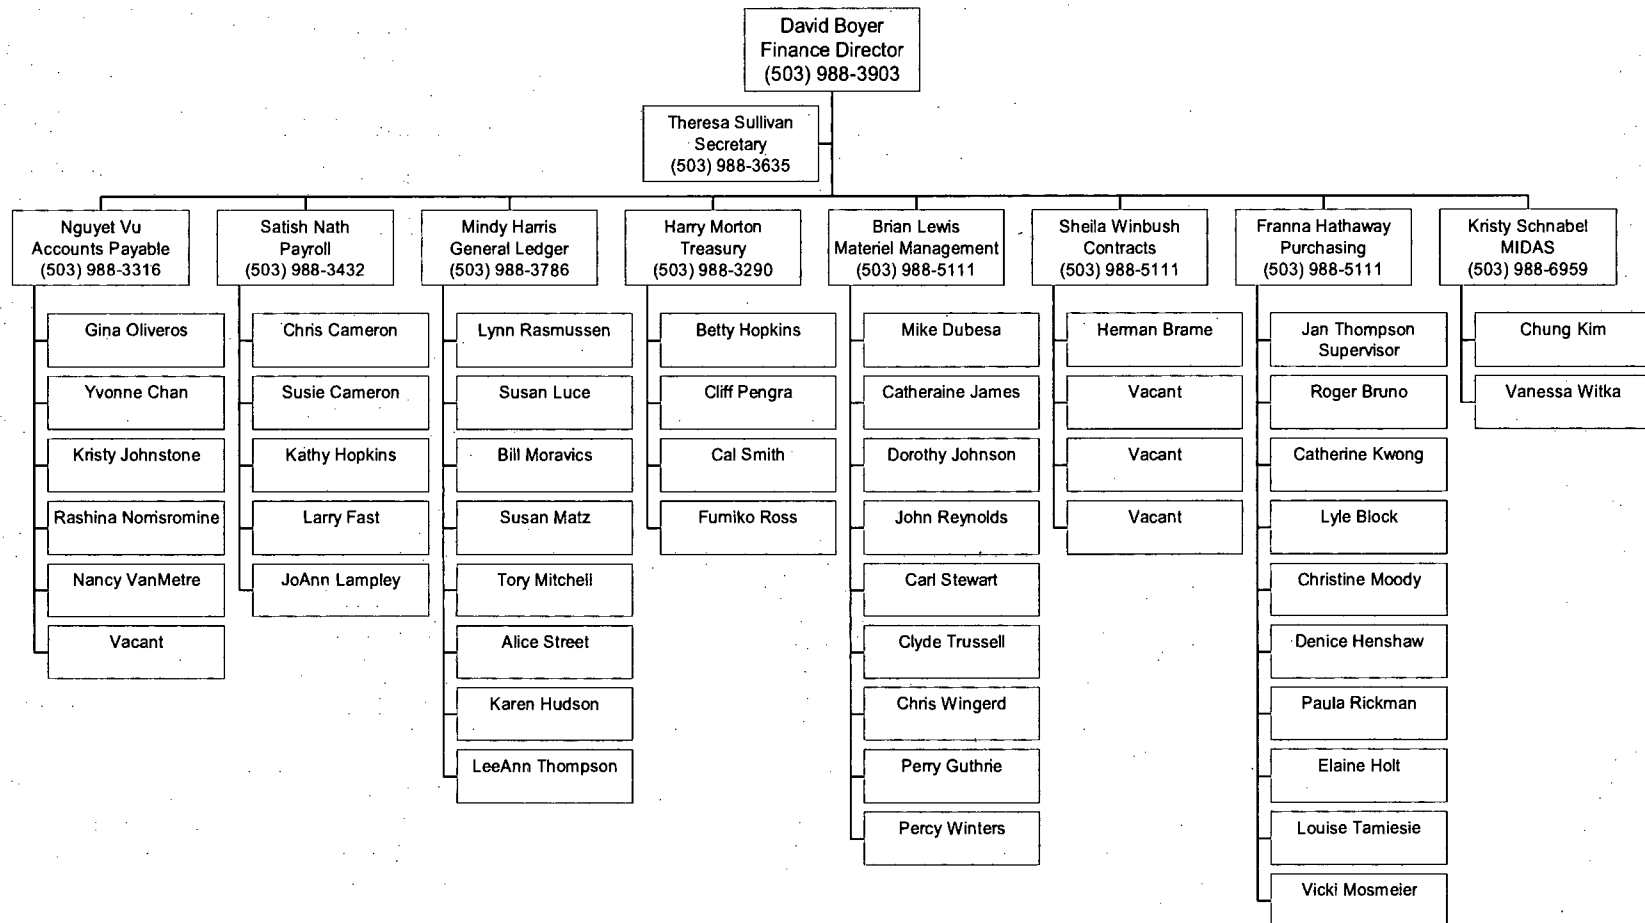 David Boyer
Finance Director
(503) 988-3903
Theresa Sullivan
Secretary
(503) 988-3635
Nguyet Vu
Accounts Payable
(503) 988-3316
Gina Oliveros
Yvonne Chan
Kristy Johnstone
Rashina Norrisromine
Nancy VanMetre
Vacant
Satish Nath
Payroll
(503) 988-3432
Chris Cameron
Susie Cameron
Kathy Hopkins
Larry Fast
JoAnn Lampley
Mindy Harris
General Ledger
(503) 988-3786
Lynn Rasmussen
Susan Luce
Bill Moravics
Susan Matz
Tory Mitchell
Alice Street
Karen Hudson
LeeAnn Thompson
Harry Morton
Treasury
(503) 988-3290
Betty Hopkins
Cliff Pengra
Cal Smith
Fumiko Ross
Brian Lewis
Materiel Management
(503) 988-5111
Mike Dubesa
Catheraine James
Dorothy Johnson
John Reynolds
Carl Stewart
Clyde Trussell
Chris Wingerd
Perry Guthrie
Percy Winters
Sheila Winbush
Contracts
(503) 988-5111
Herman Brame
Vacant
Vacant
Vacant
Franna Hathaway
Purchasing
(503) 988-5111
Jan Thompson
Supervisor
Roger Bruno
Catherine Kwong
Lyle Block
Christine Moody
Denice Henshaw
Paula Rickman
Elaine Holt
Louise Tamiesie
Vicki Mosmeier
Kristy Schnabel
MIDAS
(503) 988-6959
Chung Kim
Vanessa Witka